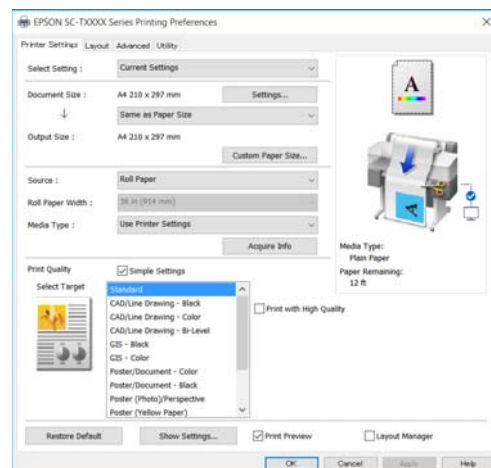 EPSON SC-TXXXX Series Printing Preferences
Printer Settings Layout Advanced Utility
Select Setting : Current Settings
Document Size : A4 210 x 297 mm Settings...
↓ Same as Paper Size
Output Size : A4 210 x 297 mm
Custom Paper Size...
Source : Roll Paper
Roll Paper Width : 36 in (914 mm)
Media Type : Use Printer Settings
Acquire Info
A
A
Media Type:
Plain Paper
Paper Remaining:
12 ft
Print Quality Simple Settings
Select Target
Standard
CAD/Line Drawing - Black
CAD/Line Drawing - Color
CAD/Line Drawing - Bi-Level
GIS - Black
GIS - Color
Poster/Document - Color
Poster/Document - Black
Poster (Photo)/Perspective
Poster (Yellow Paper)
Print with High Quality
Restore Default Show Settings... Print Preview Layout Manager
OK Cancel Apply Help